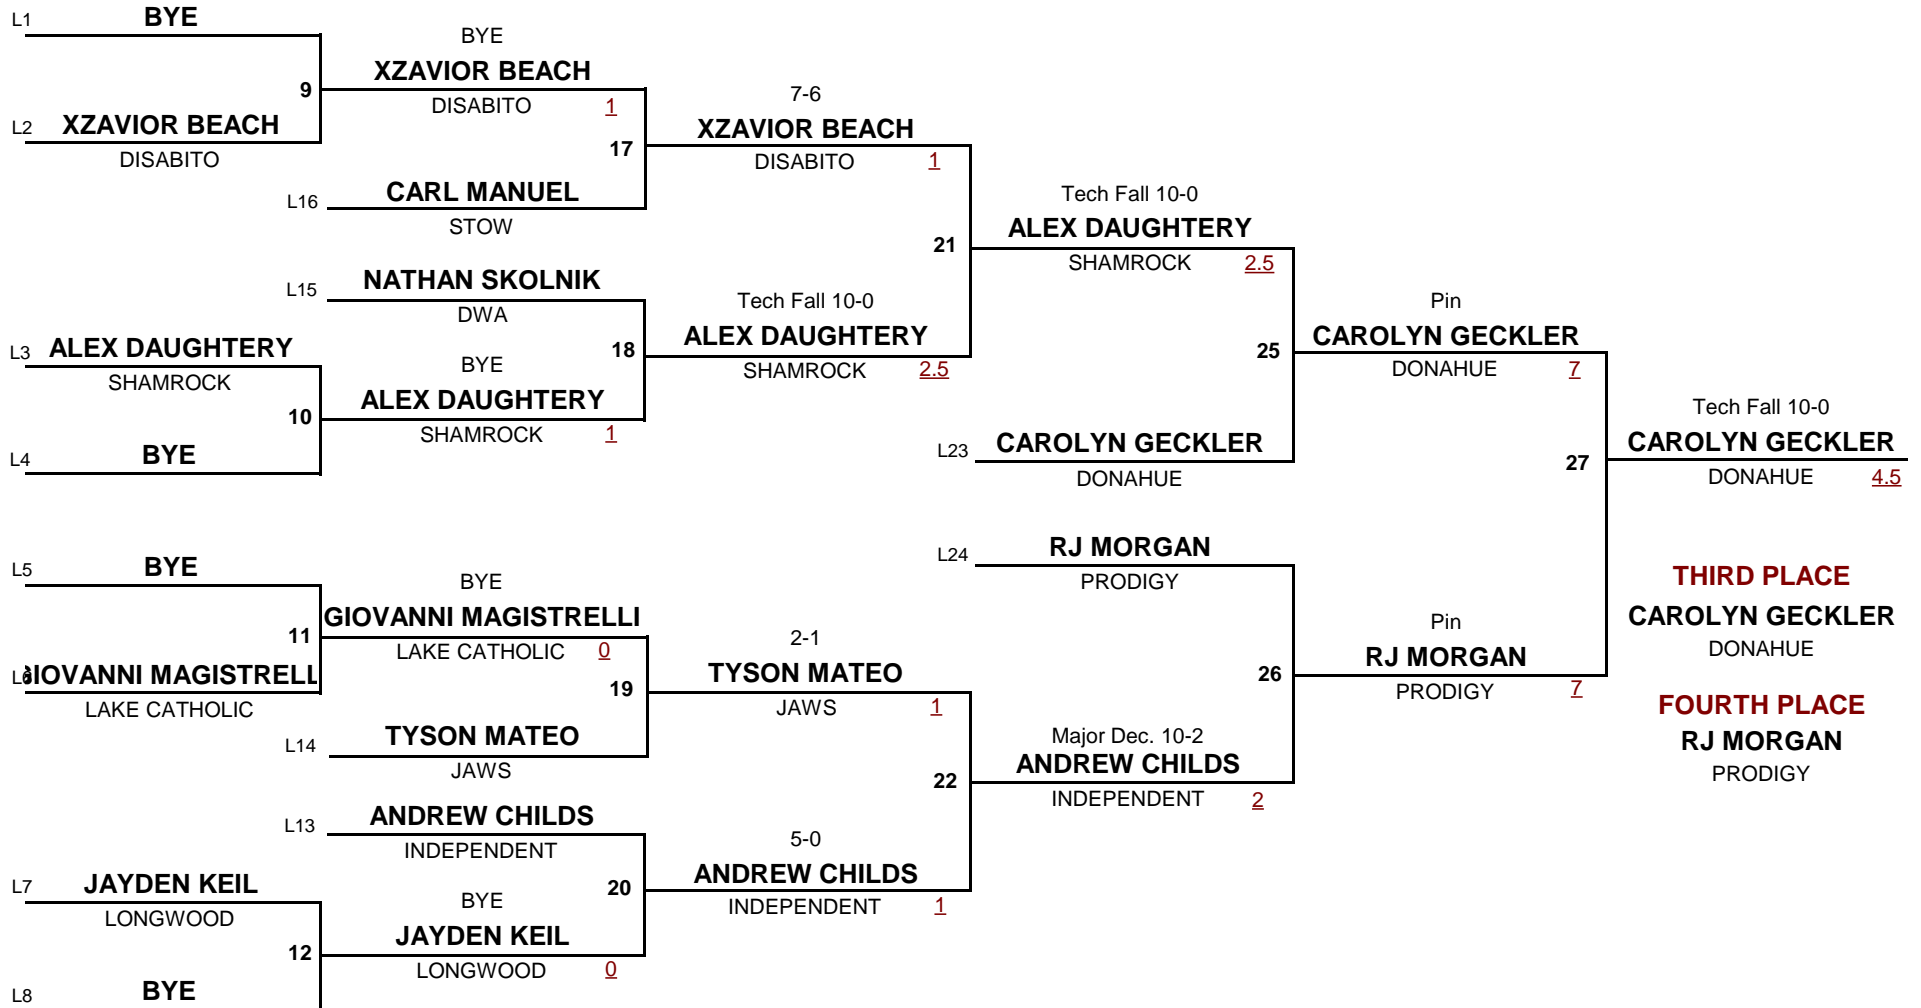 L1 BYE
BYE
XZAVIOR BEACH
9
DISABITO 1
L2 XZAVIOR BEACH
DISABITO
7-6
XZAVIOR BEACH
17
DISABITO 1
L16 CARL MANUEL
STOW
Tech Fall 10-0
ALEX DAUGHTERY
21
SHAMROCK 2.5
L15 NATHAN SKOLNIK
DWA
Tech Fall 10-0
ALEX DAUGHTERY
18
SHAMROCK 2.5
L3 ALEX DAUGHTERY
SHAMROCK
BYE
ALEX DAUGHTERY
10
SHAMROCK 1
L4 BYE
Pin
CAROLYN GECKLER
25
DONAHUE 7
L23 CAROLYN GECKLER
DONAHUE
Tech Fall 10-0
CAROLYN GECKLER
27
DONAHUE 4.5
L5 BYE
BYE
GIOVANNI MAGISTRELLI
11
LAKE CATHOLIC 0
L6 GIOVANNI MAGISTRELLI
LAKE CATHOLIC
2-1
TYSON MATEO
19
JAWS 1
L14 TYSON MATEO
JAWS
L24 RJ MORGAN
PRODIGY
Pin
RJ MORGAN
26
PRODIGY 7
THIRD PLACE
CAROLYN GECKLER
DONAHUE
FOURTH PLACE
RJ MORGAN
PRODIGY
Major Dec. 10-2
ANDREW CHILDS
22
INDEPENDENT 2
L13 ANDREW CHILDS
INDEPENDENT
5-0
ANDREW CHILDS
20
INDEPENDENT 1
L7 JAYDEN KEIL
LONGWOOD
BYE
JAYDEN KEIL
12
LONGWOOD 0
L8 BYE